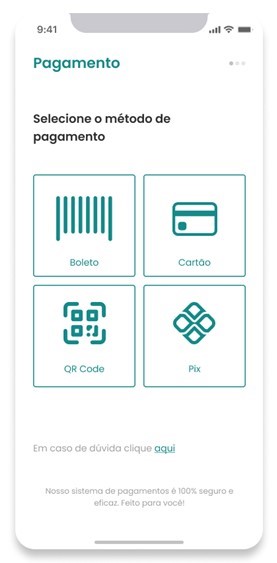 9:41
Pagamento
Selecione o método de
pagamento
Boleto
Cartão
QR Code
Pix
Em caso de dúvida clique aqui
Nosso sistema de pagamentos é 100% seguro e
eficaz. Feito para você!